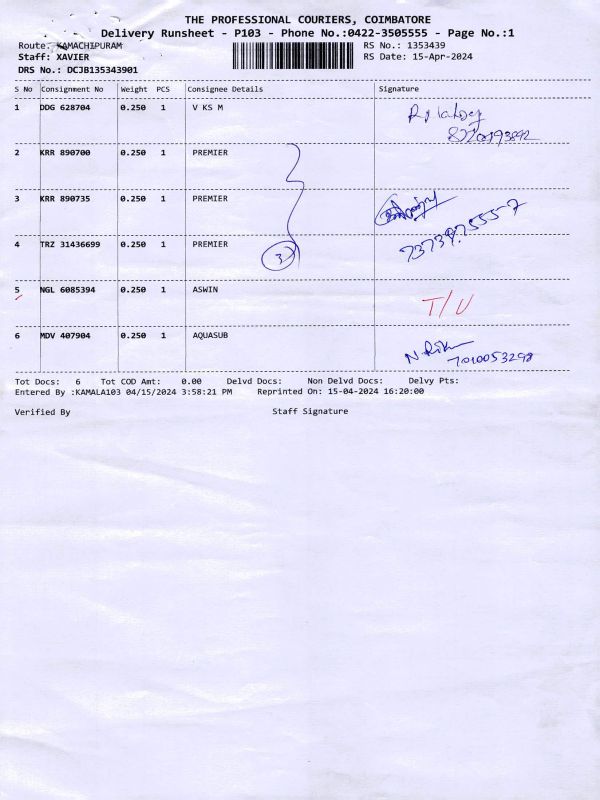 THE PROFESSIONAL COURIERS, COIMBATORE
Delivery Runsheet - P103 - Phone No.:0422-3505555 - Page No.:1
Route: KAMACHIPURAM RS No.: 1353439
Staff: XAVIER RS Date: 15-Apr-2024
DRS No.: DCJB135343901
S No Consignment No Weight PCS Consignee Details Signature
1 DDG 628704 0.250 1 V KS M
8220193892
2 KRR 890700 0.250 1 PREMIER
3 KRR 890735 0.250 1 PREMIER
4 TRZ 31436699 0.250 1 PREMIER
3
5 NGL 6085394 0.250 1 ASWIN T/U
6 MDV 407904 0.250 1 AQUASUB
7010053298
Tot Docs: 6 Tot COD Amt: 0.00 Delvd Docs: Non Delvd Docs: Delvy Pts:
Entered By :KAMALA103 04/15/2024 3:58:21 PM Reprinted On: 15-04-2024 16:20:00
Verified By Staff Signature